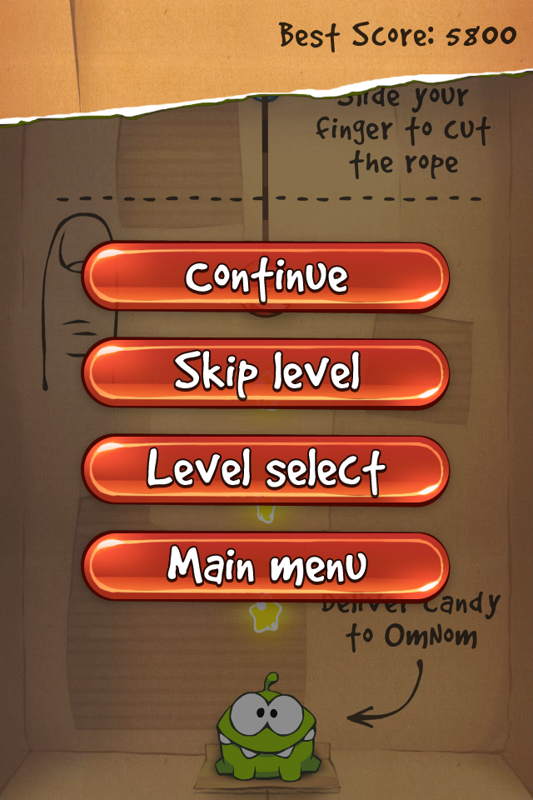 Best Score: 5800
Slide your
finger to cut
the rope
Continue
Skip level
Level select
Main menu
Deliver Candy
to OmNom